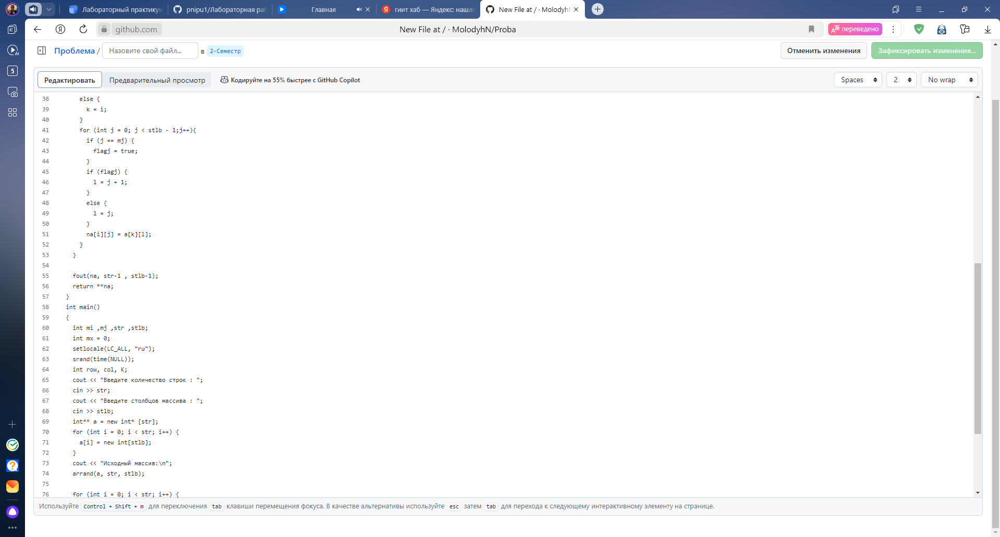 Лабораторный практикум
pnipu1/Лабораторная ра
Главная
гиит хаб — Яндекс: нашло
New File at / · MolodyhN
github.com
New File at / · MolodyhN/Proba
переведено
5
Проблема /
Назовите свой файл...
в
2-Семестр
Отменить изменения
Зафиксировать изменения...
Редактировать
Предварительный просмотр
Кодируйте на 55% быстрее с GitHub Copilot
Spaces
2
No wrap
38 else {
39 k = i;
40 }
41 for (int j = 0; j < stlb - 1;j++){
42 if (j == mj) {
43 flagj = true;
44 }
45 if (flagj) {
46 l = j + 1;
47 }
48 else {
49 l = j;
50 }
51 na[i][j] = a[k][l];
52 }
53 }
54
55 fout(na, str-1 , stlb-1);
56 return **na;
57 }
58 int main()
59 {
60 int mi ,mj ,str ,stlb;
61 int mx = 0;
62 setlocale(LC_ALL, "ru");
63 srand(time(NULL));
64 int row, col, K;
65 cout << "Введите количество строк : ";
66 cin >> str;
67 cout << "Введите столбцов массива : ";
68 cin >> stlb;
69 int** a = new int* [str];
70 for (int i = 0; i < str; i++) {
71 a[i] = new int[stlb];
72 }
73 cout << "Исходный массив:\n";
74 arrand(a, str, stlb);
75
76 for (int i = 0; i < str; i++) {
Используйте Control + Shift + m для переключения tab клавиши перемещения фокуса. В качестве альтернативы используйте esc затем tab для перехода к следующему интерактивному элементу на странице.